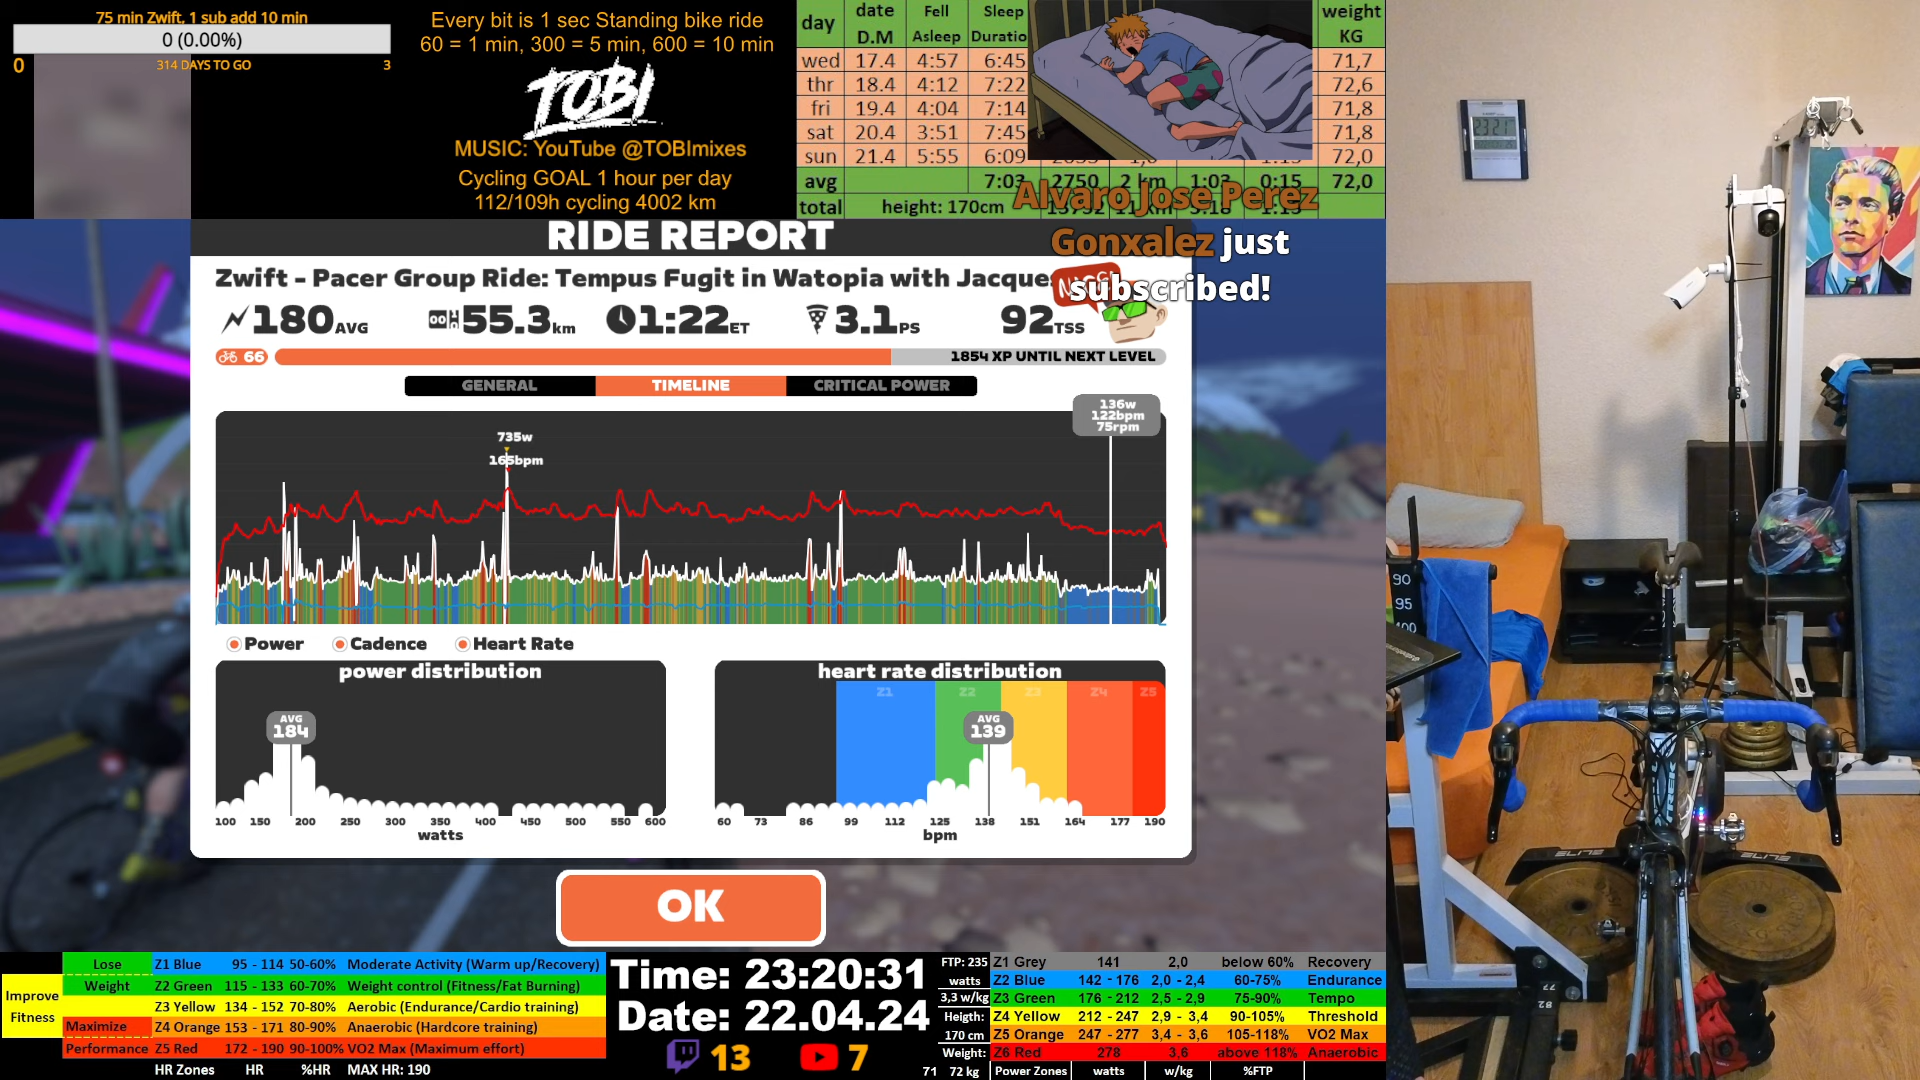 75 min Zwift, 1 sub add 10 min
0 (0.00%)
0
314 DAYS TO GO
3
Every bit is 1 sec Standing bike ride
60 = 1 min, 300 = 5 min, 600 = 10 min
TOBI
MUSIC: YouTube @TOBImixes
Cycling GOAL 1 hour per day
112/109h cycling 4002 km
day date D.M Fell Asleep Sleep Duratio weight KG
wed 17.4 4:57 6:45 71,7
thr 18.4 4:12 7:22 72,6
fri 19.4 4:04 7:14 71,8
sat 20.4 3:51 7:45 71,8
sun 21.4 5:55 6:09 72,0
avg 7:03 2750 2 km 1:03 0:15 72,0
total height: 170cm
Alvaro Jose Perez
Gonxalez just
subscribed!
RIDE REPORT
Zwift - Pacer Group Ride: Tempus Fugit in Watopia with Jacques
180AVG 55.3km 1:22ET 3.1PS 92TSS
66
1854 XP UNTIL NEXT LEVEL
GENERAL TIMELINE CRITICAL POWER
136w
122bpm
75rpm
735w
165bpm
Power Cadence Heart Rate
power distribution
AVG
184
100 150 200 250 300 350 400 450 500 550 600
watts
heart rate distribution
Z1 Z2 Z3 Z4 Z5
AVG
139
60 73 86 99 112 125 138 151 164 177 190
bpm
OK
Lose Z1 Blue 95 - 114 50-60% Moderate Activity (Warm up/Recovery)
Weight Z2 Green 115 - 133 60-70% Weight control (Fitness/Fat Burning)
Improve
Fitness
Z3 Yellow 134 - 152 70-80% Aerobic (Endurance/Cardio training)
Maximize Z4 Orange 153 - 171 80-90% Anaerobic (Hardcore training)
Performance Z5 Red 172 - 190 90-100% VO2 Max (Maximum effort)
HR Zones HR %HR MAX HR: 190
Time: 23:20:31
Date: 22.04.24
13 7
FTP: 235
watts
3,3 w/kg
Heigth:
170 cm
Weight:
71 72 kg
Z1 Grey 141 2,0 below 60% Recovery
Z2 Blue 142 - 176 2,0 - 2,4 60-75% Endurance
Z3 Green 176 - 212 2,5 - 2,9 75-90% Tempo
Z4 Yellow 212 - 247 2,9 - 3,4 90-105% Threshold
Z5 Orange 247 - 277 3,4 - 3,6 105-118% VO2 Max
Z6 Red 278 3,6 above 118% Anaerobic
Power Zones watts w/kg %FTP
90
95
TREK
ELITE
ELITE